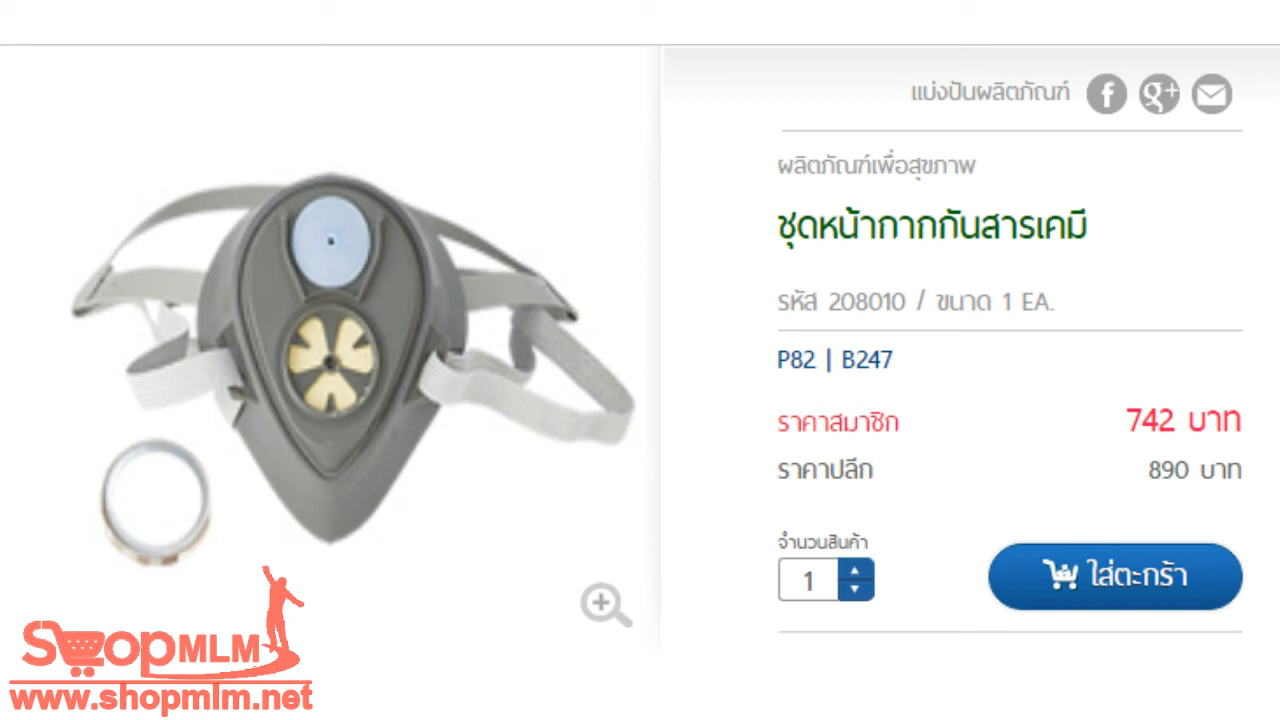 แบ่งปันผลิตภัณฑ์
ผลิตภัณฑ์เพื่อสุขภาพ
ชุดหน้ากากกันสารเคมี
รหัส 208010 / ขนาด 1 EA.
P82 | B247
ราคาสมาชิก 742 บาท
ราคาปลีก 890 บาท
จำนวนสินค้า
1
ใส่ตะกร้า
SHOPMLM
www.shopmlm.net